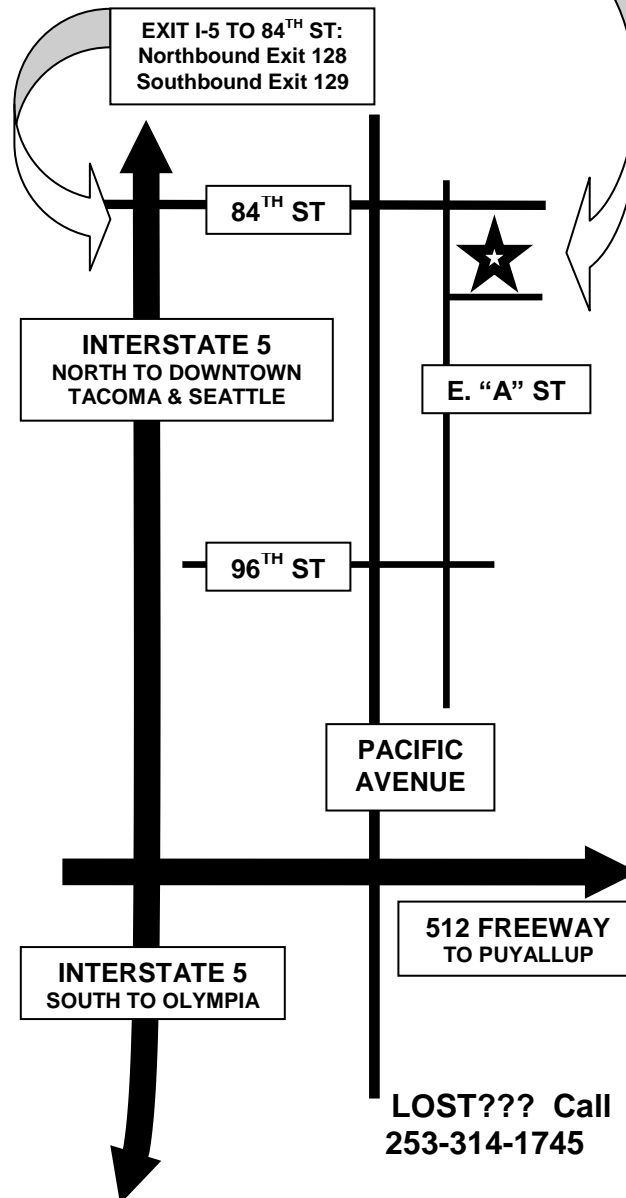 EXIT I-5 TO 84TH ST:
Northbound Exit 128
Southbound Exit 129
84TH ST
INTERSTATE 5
NORTH TO DOWNTOWN
TACOMA & SEATTLE
E. “A” ST
96TH ST
PACIFIC
AVENUE
512 FREEWAY
TO PUYALLUP
INTERSTATE 5
SOUTH TO OLYMPIA
LOST??? Call
253-314-1745